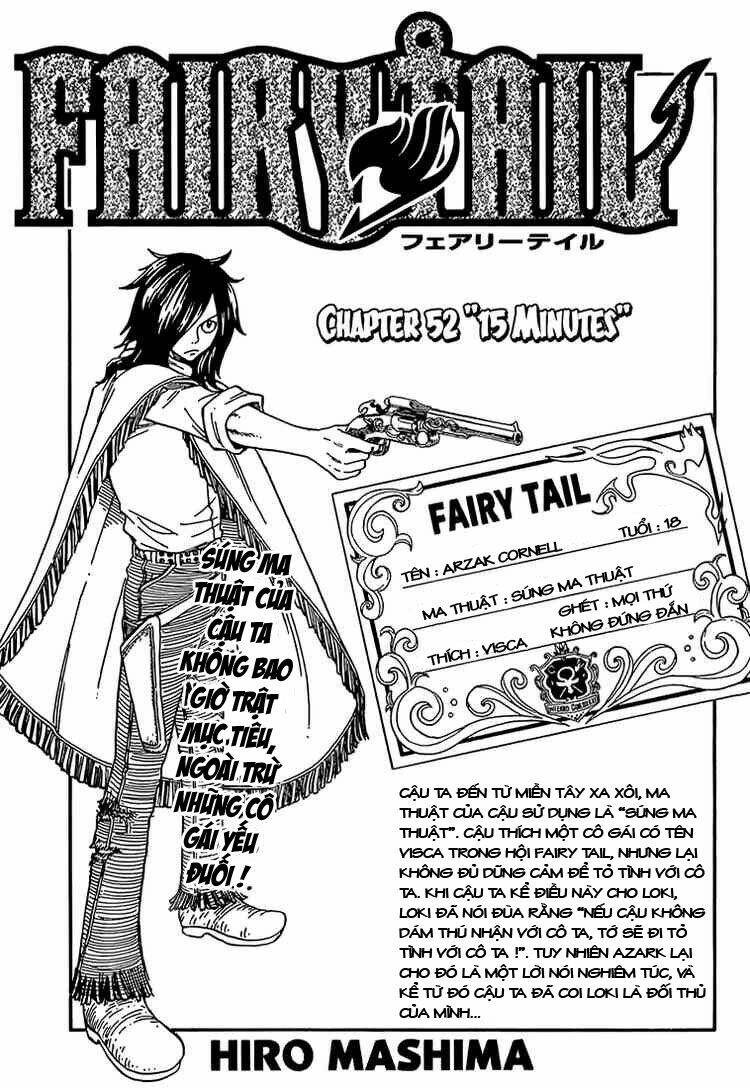 FAIRY TAIL
フェアリーテイル
CHAPTER 52 "15 MINUTES"
FAIRY TAIL
TUỔI : 18
TÊN : ARZAK CORNELL
MA THUẬT : SÚNG MA THUẬT
GHÉT : MỌI THỨ
KHÔNG ĐỨNG ĐẮN
THÍCH : VISCA
SÚNG MA
THUẬT CỦA
CẬU TA
KHÔNG BAO
GIỜ TRẬT
MỤC TIÊU,
NGOÀI TRỪ
NHỮNG CÔ
GÁI YẾU
ĐUỐI !
CẬU TA ĐẾN TỪ MIỀN TÂY XA XÔI, MA
THUẬT CỦA CẬU SỬ DỤNG LÀ “SÚNG MA
THUẬT”. CẬU THÍCH MỘT CÔ GÁI CÓ TÊN
VISCA TRONG HỘI FAIRY TAIL, NHƯNG LẠI
KHÔNG ĐỦ DŨNG CẢM ĐỂ TỎ TÌNH VỚI CÔ
TA. KHI CẬU TA KỂ ĐIỀU NÀY CHO LOKI,
LOKI ĐÃ NÓI ĐÙA RẰNG “NẾU CẬU KHÔNG
DÁM THÚ NHẬN VỚI CÔ TA, TỚ SẼ ĐI TỎ
TÌNH VỚI CÔ TA !”. TUY NHIÊN AZARK LẠI
CHO ĐÓ LÀ MỘT LỜI NÓI NGHIÊM TÚC, VÀ
KỂ TỪ ĐÓ CẬU TA ĐÃ COI LOKI LÀ ĐỐI THỦ
CỦA MÌNH...
HIRO MASHIMA